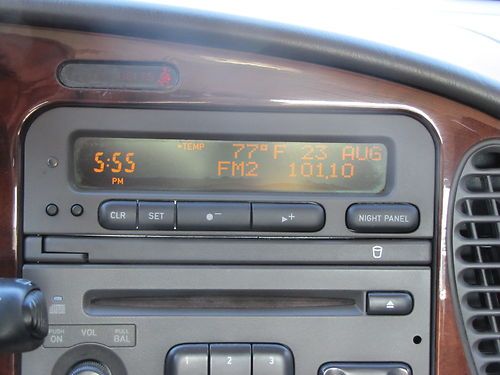 •TEMP 77°F 23 AUG
5:55 FM2 101.10
PM
CLR SET ●− ▶+ NIGHT PANEL
PUSH ON VOL PULL BAL
1 2 3